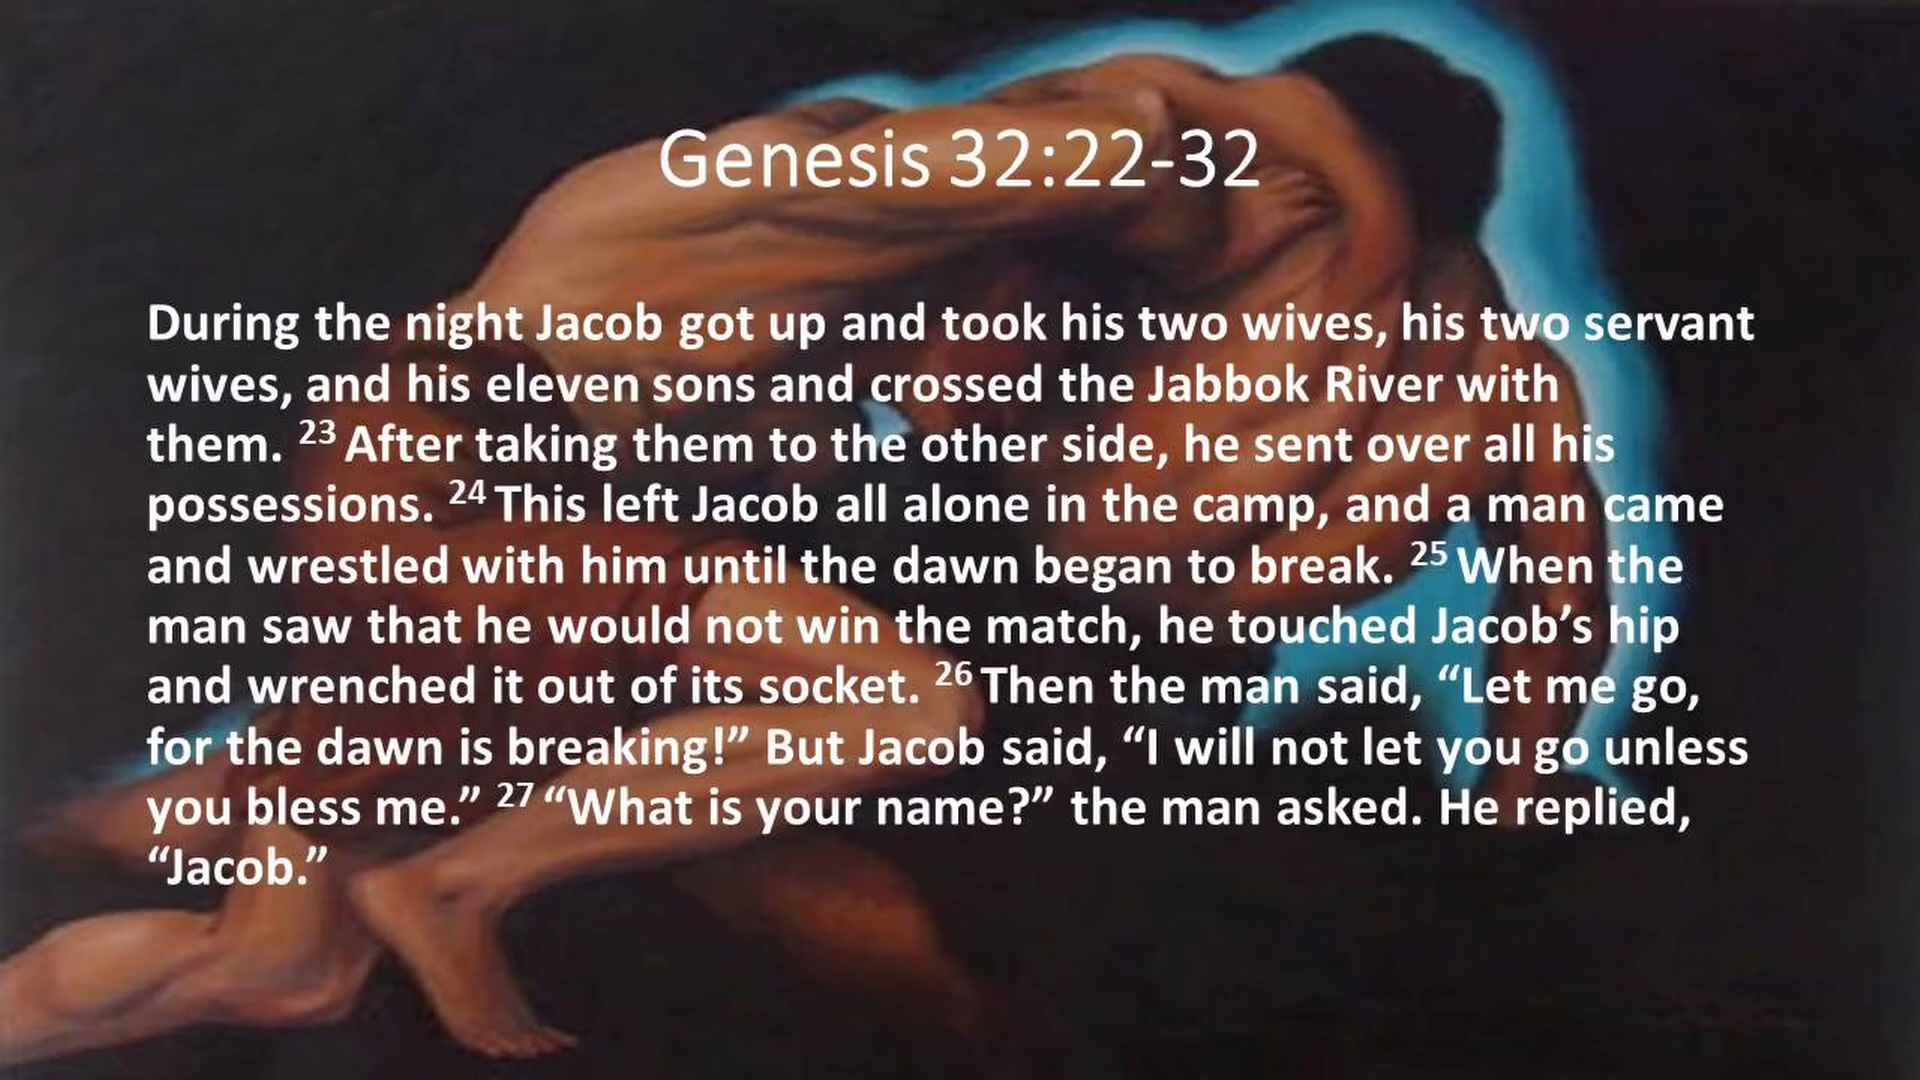 Genesis 32:22-32
During the night Jacob got up and took his two wives, his two servant
wives, and his eleven sons and crossed the Jabbok River with
them. 23 After taking them to the other side, he sent over all his
possessions. 24 This left Jacob all alone in the camp, and a man came
and wrestled with him until the dawn began to break. 25 When the
man saw that he would not win the match, he touched Jacob’s hip
and wrenched it out of its socket. 26 Then the man said, “Let me go,
for the dawn is breaking!” But Jacob said, “I will not let you go unless
you bless me.” 27 “What is your name?” the man asked. He replied,
“Jacob.”